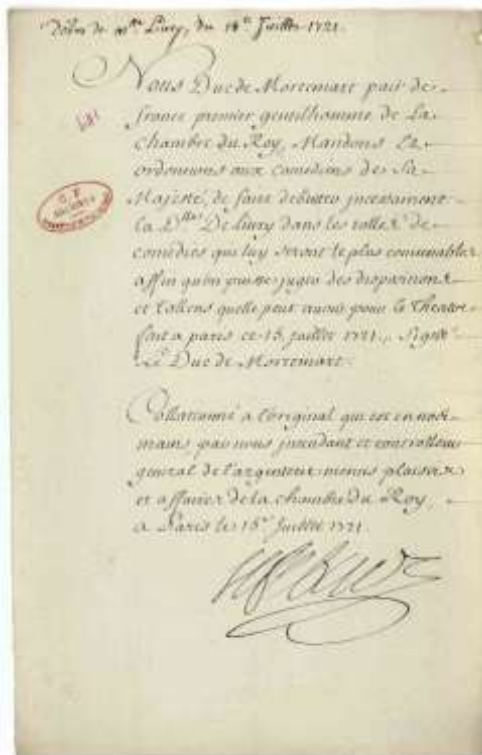 Début de Mlle Livry, du 15e Juillet 1721.
Nous Duc de Mortemart pair de
france premier gentilhomme de La
chambre du Roy, Mandons Et
ordonnons aux comediens de Sa
Majesté, de faire debutter incessament
la Dlle De Livry dans les rolles de
comedies qui luy seront le plus convenables
affin qu'on puisse juger des dispositions
et tallens quelle peut avoir pour le Theatre
fait a paris ce 15. juillet 1721. Signé
Le Duc de Mortemart.
Collationné a l'original qui est en nos
mains par nous intendant et controlleur
general de l'argenterie menus plaisirs
et affaires de la chambre du Roy,
a Paris le 15e Juillet 1721.